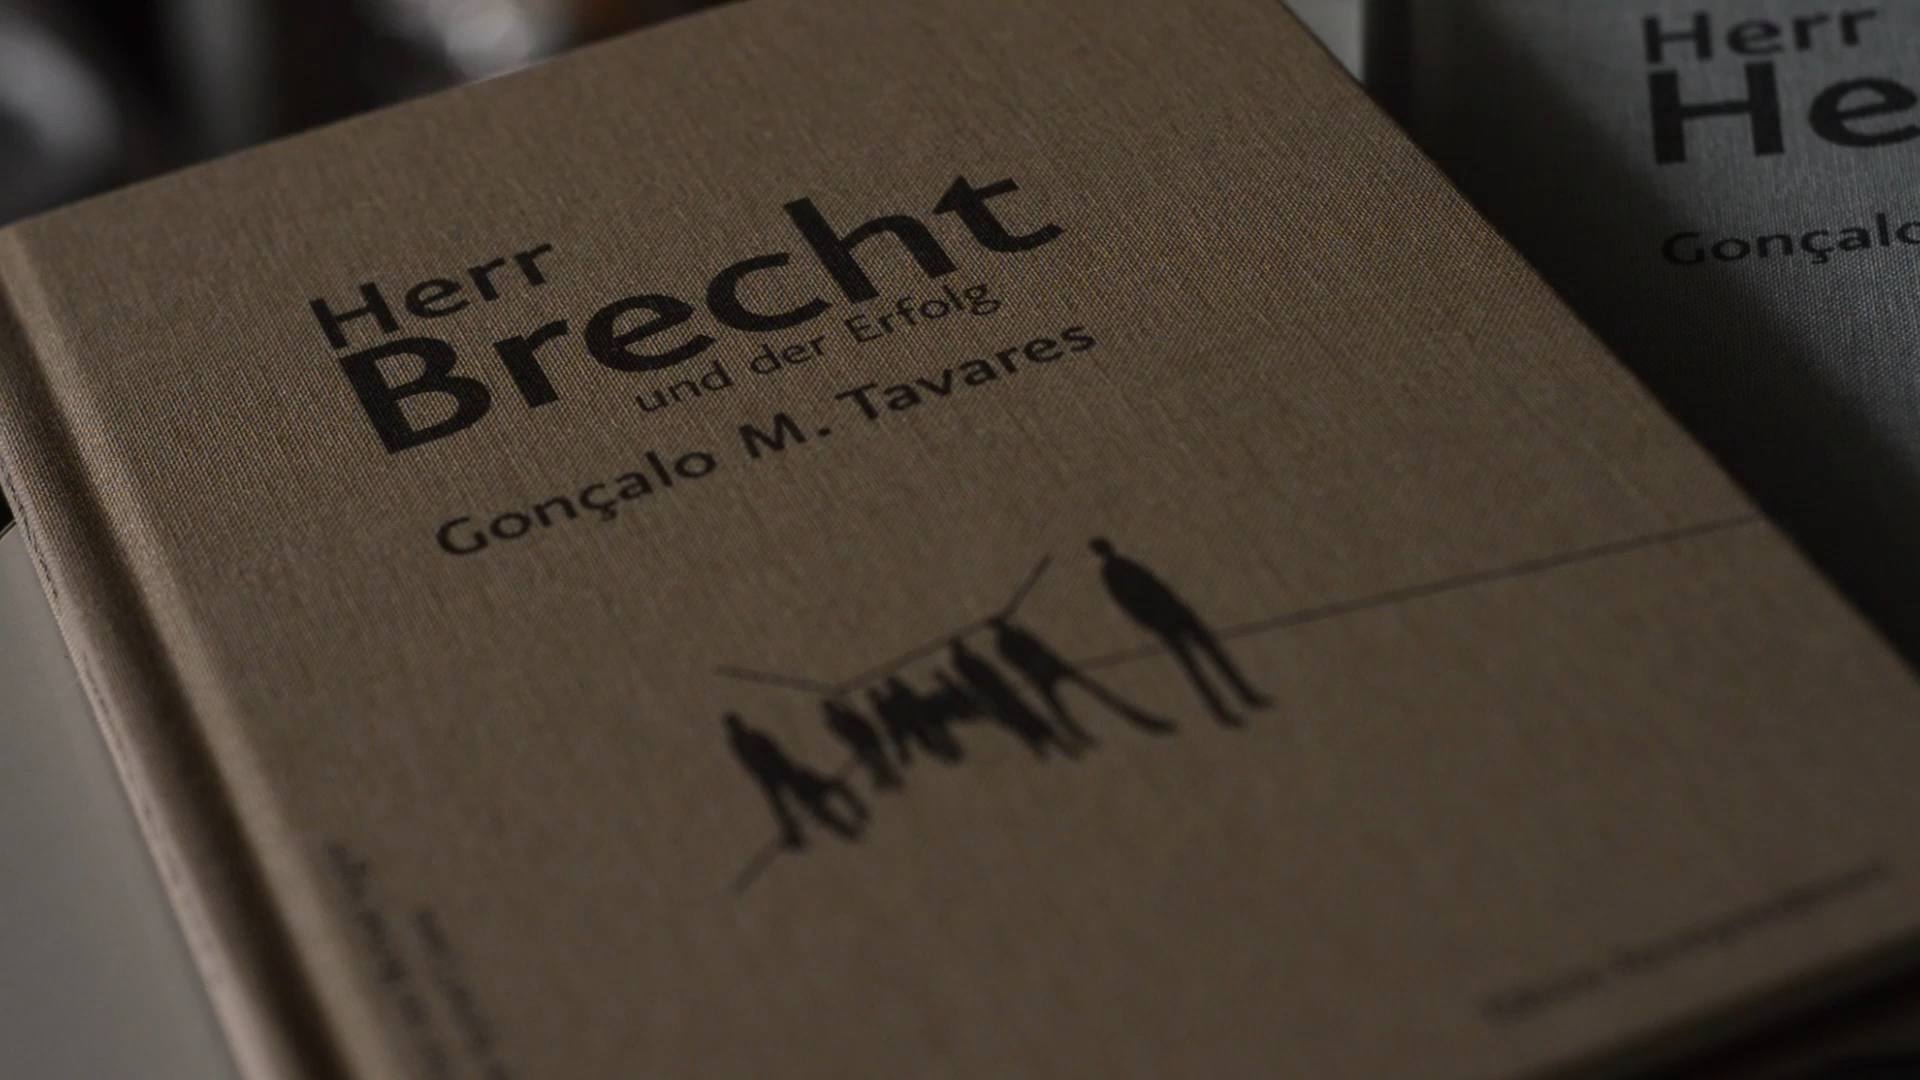 Herr
Brecht
und der Erfolg
Gonçalo M. Tavares
Herr
He
Gonçalo